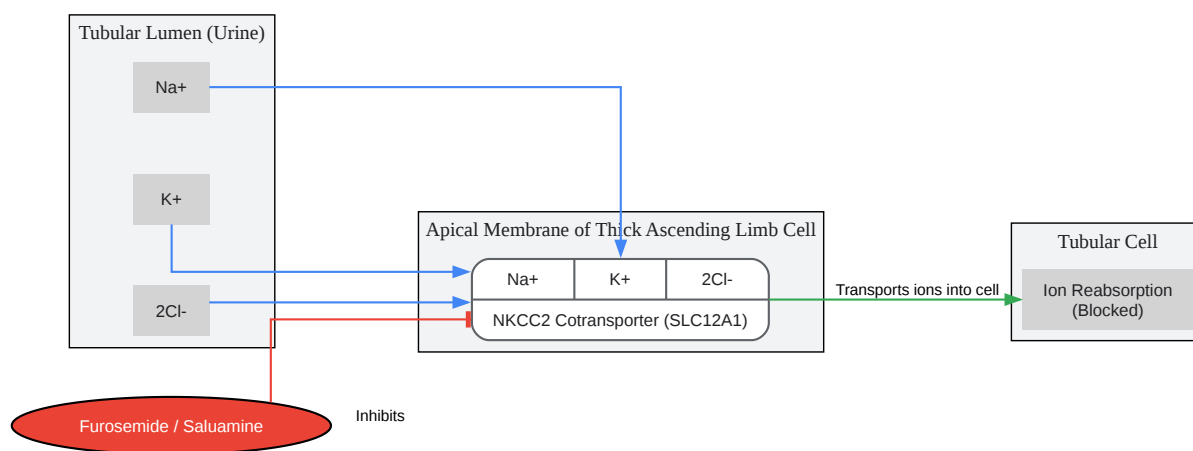 Tubular Lumen (Urine)
Na+
K+
2Cl-
Apical Membrane of Thick Ascending Limb Cell
Na+
K+
2Cl-
NKCC2 Cotransporter (SLC12A1)
Transports ions into cell
Tubular Cell
Ion Reabsorption
(Blocked)
Furosemide / Saluamine
Inhibits